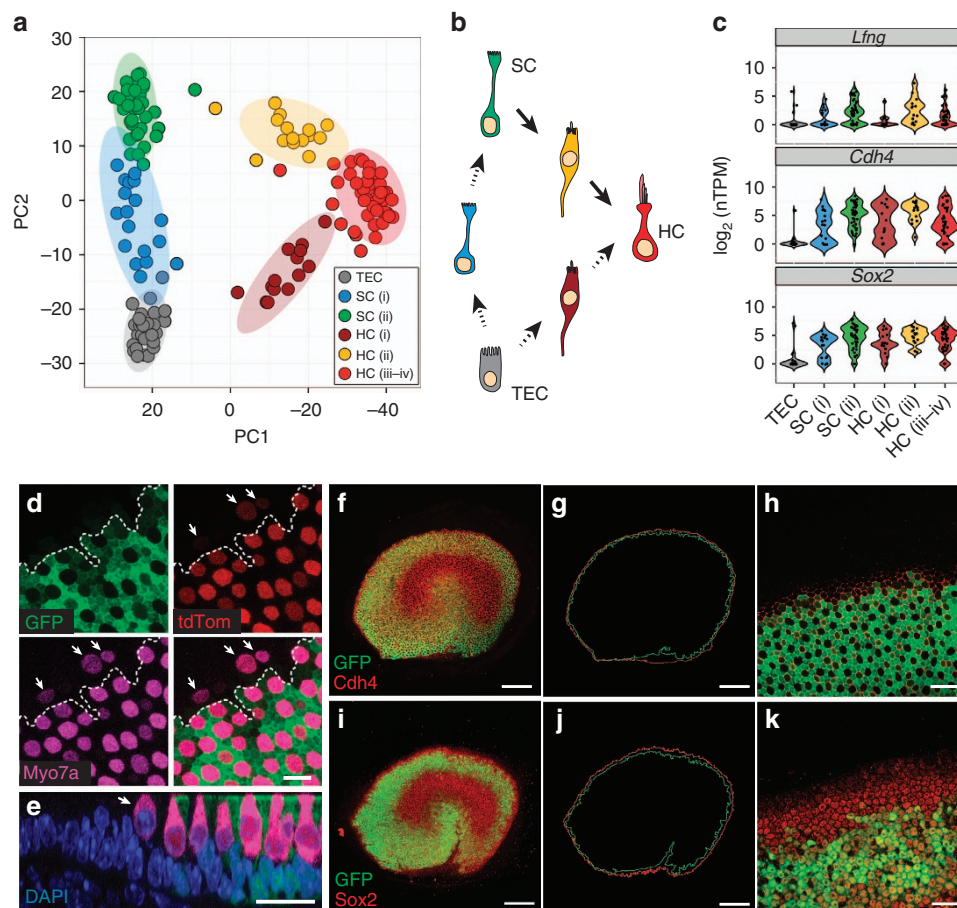 a
30
20
10
0
−10
−20
−30
PC2
20
0
−20
−40
PC1
TEC
SC (i)
SC (ii)
HC (i)
HC (ii)
HC (iii–iv)
b
SC
HC
TEC
c
Lfng
10
5
0
Cdh4
10
5
0
Sox2
10
5
0
log2 (nTPM)
TEC
SC (i)
SC (ii)
HC (i)
HC (ii)
HC (iii–iv)
d
GFP
tdTom
Myo7a
e
DAPI
f
GFP
Cdh4
g
h
i
GFP
Sox2
j
k